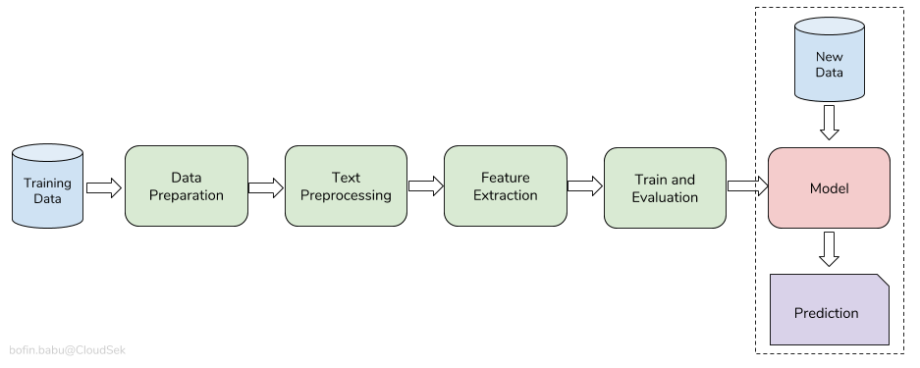 New
Data
Training
Data
Data
Preparation
Text
Preprocessing
Feature
Extraction
Train and
Evaluation
Model
Prediction
bofin.babu@CloudSek